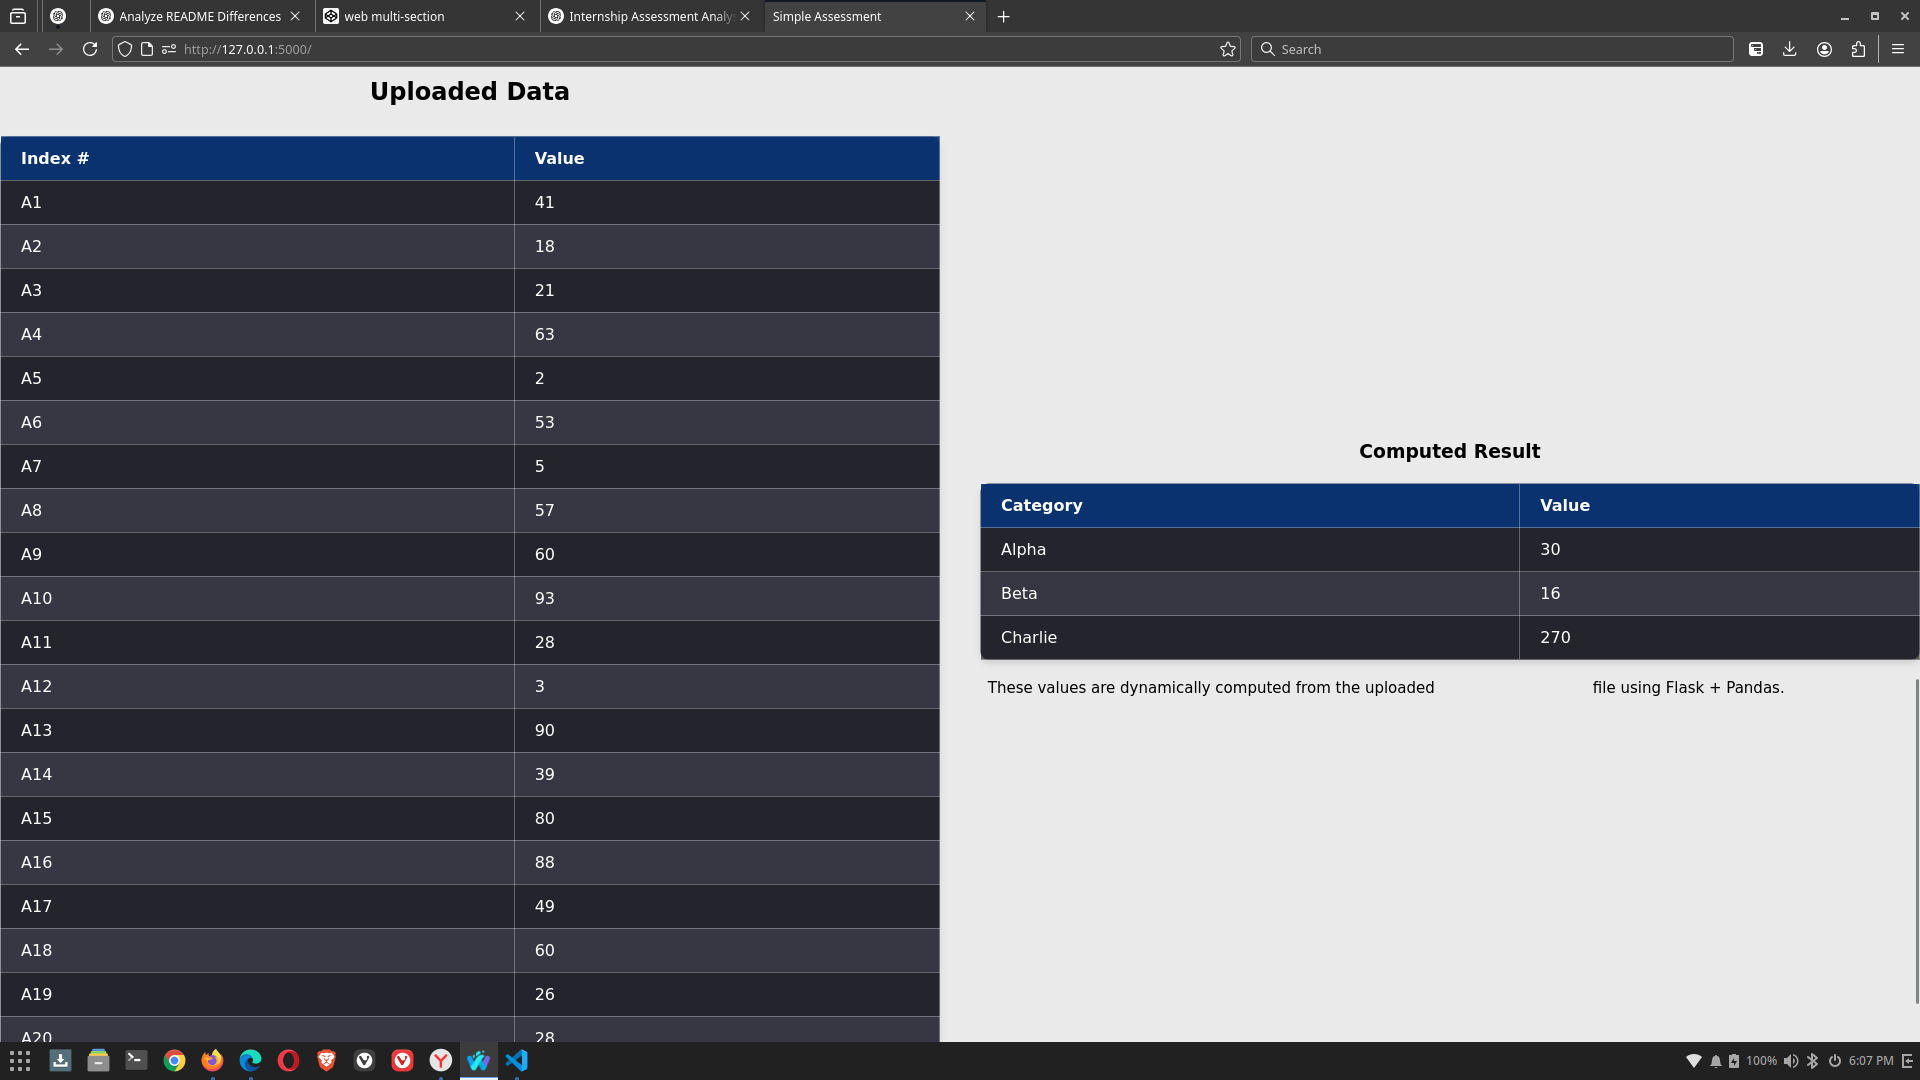 Analyze README Differences
web multi-section
Internship Assessment Analy
Simple Assessment
http://127.0.0.1:5000/
Search
Uploaded Data
Index # Value
A1 41
A2 18
A3 21
A4 63
A5 2
A6 53
A7 5
A8 57
A9 60
A10 93
A11 28
A12 3
A13 90
A14 39
A15 80
A16 88
A17 49
A18 60
A19 26
A20 28
Computed Result
Category Value
Alpha 30
Beta 16
Charlie 270
These values are dynamically computed from the uploaded file using Flask + Pandas.
100% 6:07 PM